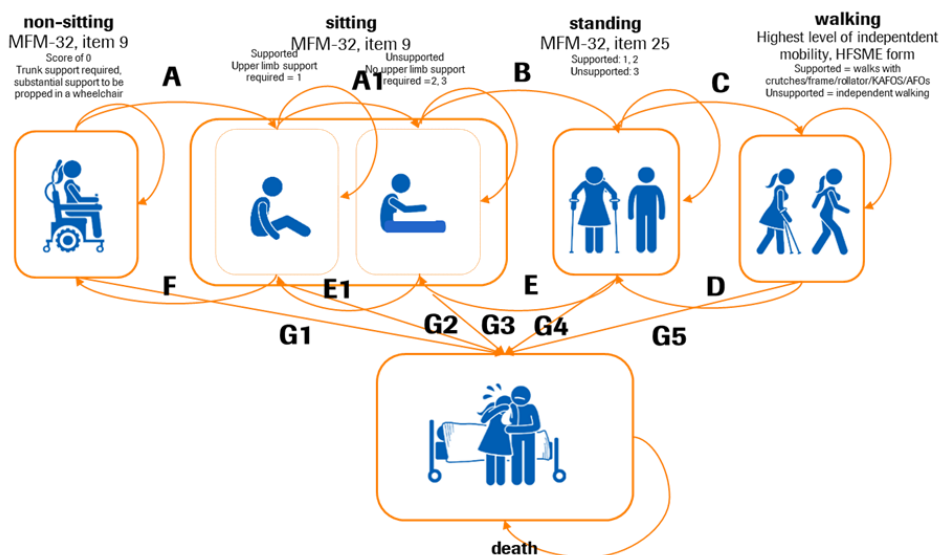 non-sitting
MFM-32, item 9
Score of 0
Trunk support required,
substantial support to be
propped in a wheelchair
A
sitting
MFM-32, item 9
Supported
Upper limb support
required = 1
A1
Unsupported
No upper limb support
required =2, 3
B
standing
MFM-32, item 25
Supported: 1, 2
Unsupported: 3
C
walking
Highest level of indepentdent
mobility, HFSME form
Supported = walks with
crutches/frame/rollator/KAFOS/AFOs
Unsupported = independent walking
F
E1
E
D
G1
G2
G3
G4
G5
death